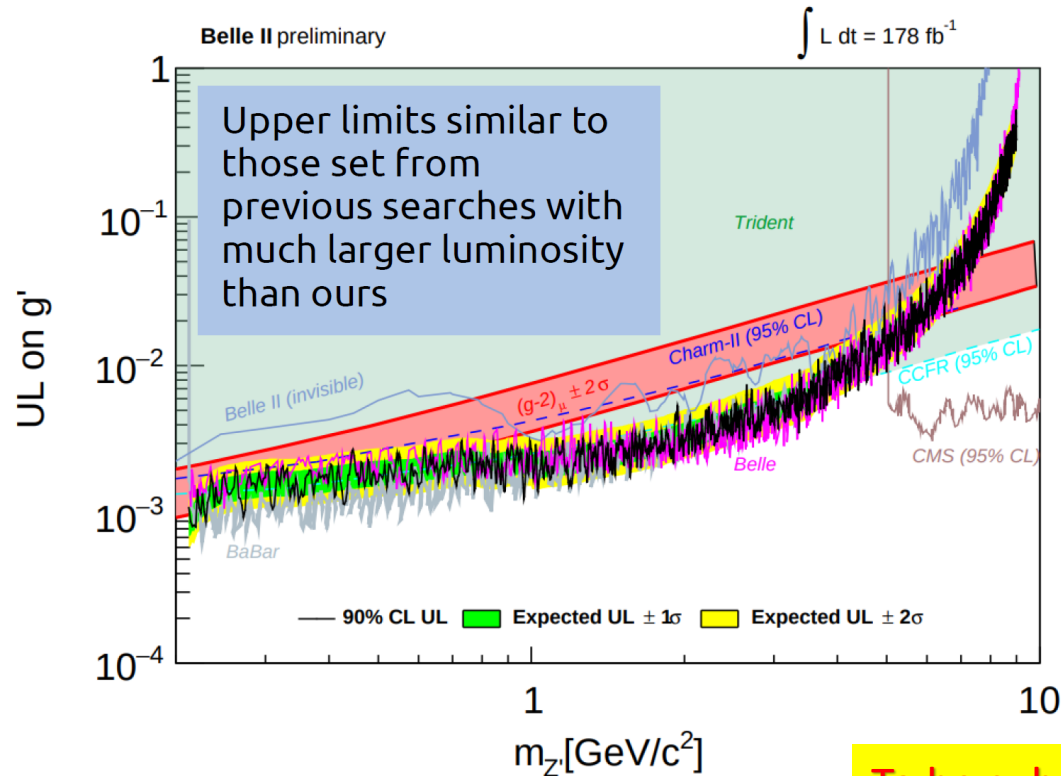 Belle II preliminary
∫ L dt = 178 fb⁻¹
1
Upper limits similar to
those set from
previous searches with
much larger luminosity
than ours
10⁻¹
Trident
UL on g'
10⁻²
Charm-II (95% CL)
Belle II (invisible)
(g-2)μ ± 2σ
CCFR (95% CL)
CMS (95% CL)
Belle
10⁻³
BaBar
90% CL UL Expected UL ± 1σ Expected UL ± 2σ
10⁻⁴
1 10
m_Z'[GeV/c²]